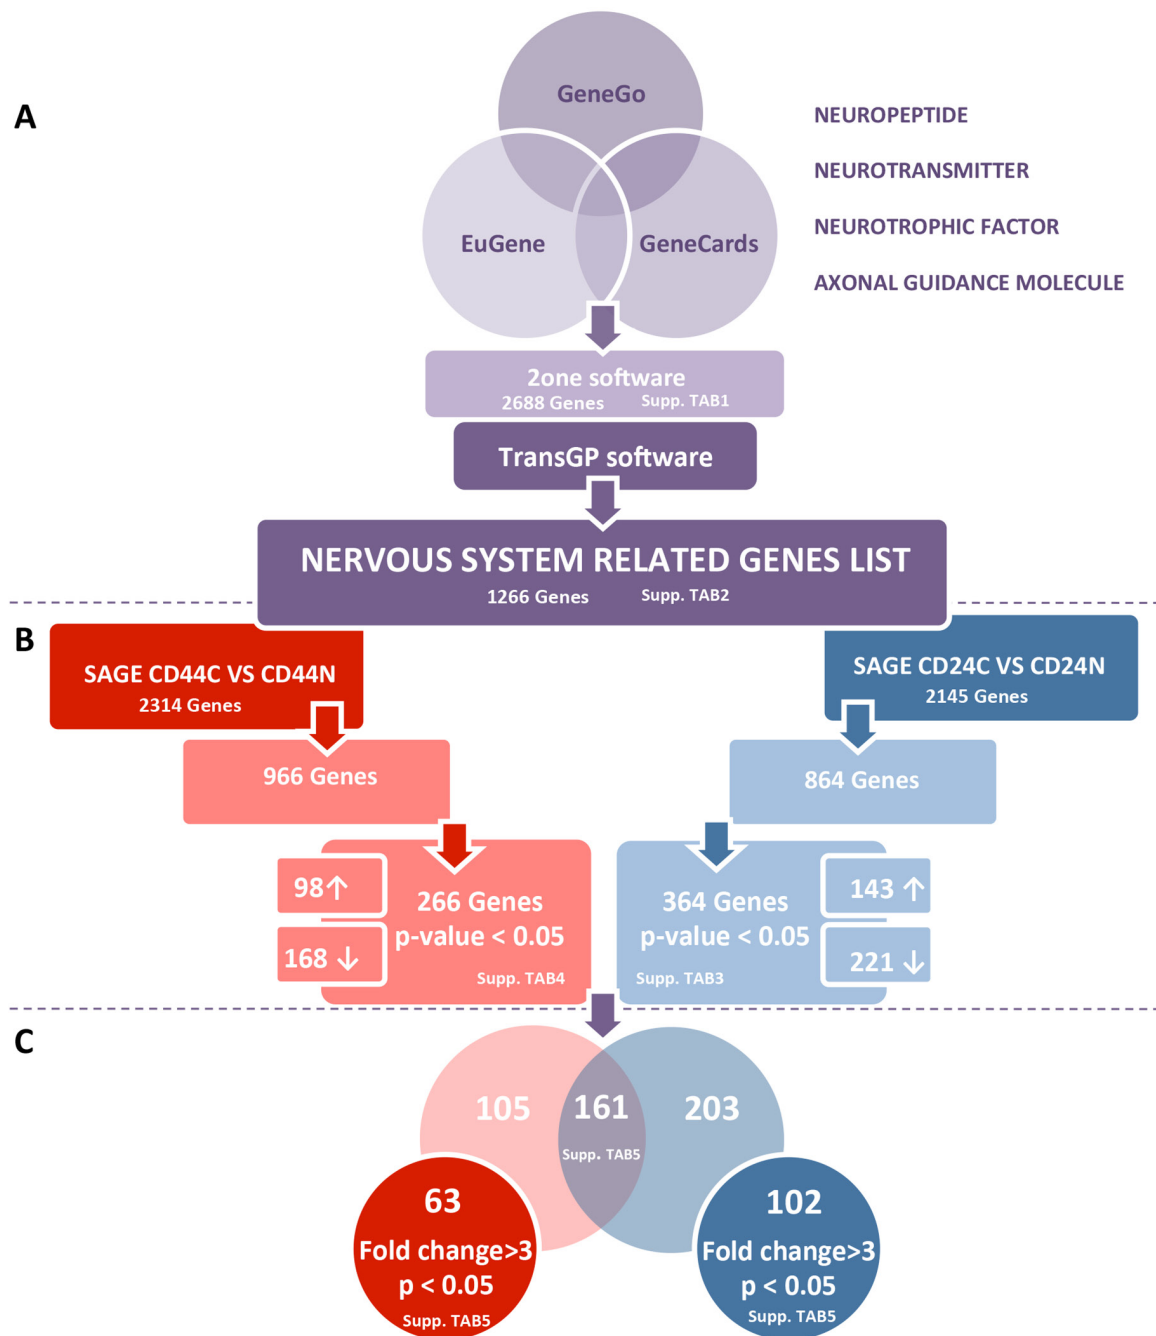 A
GeneGo
EuGene
GeneCards
NEUROPEPTIDE
NEUROTRANSMITTER
NEUROTROPHIC FACTOR
AXONAL GUIDANCE MOLECULE
2one software
2688 Genes Supp. TAB1
TransGP software
NERVOUS SYSTEM RELATED GENES LIST
1266 Genes Supp. TAB2
B
SAGE CD44C VS CD44N
2314 Genes
SAGE CD24C VS CD24N
2145 Genes
966 Genes
864 Genes
98↑
168 ↓
266 Genes
p-value < 0.05
Supp. TAB4
364 Genes
p-value < 0.05
Supp. TAB3
143 ↑
221 ↓
C
105
161
Supp. TAB5
203
63
Fold change>3
p < 0.05
Supp. TAB5
102
Fold change>3
p < 0.05
Supp. TAB5